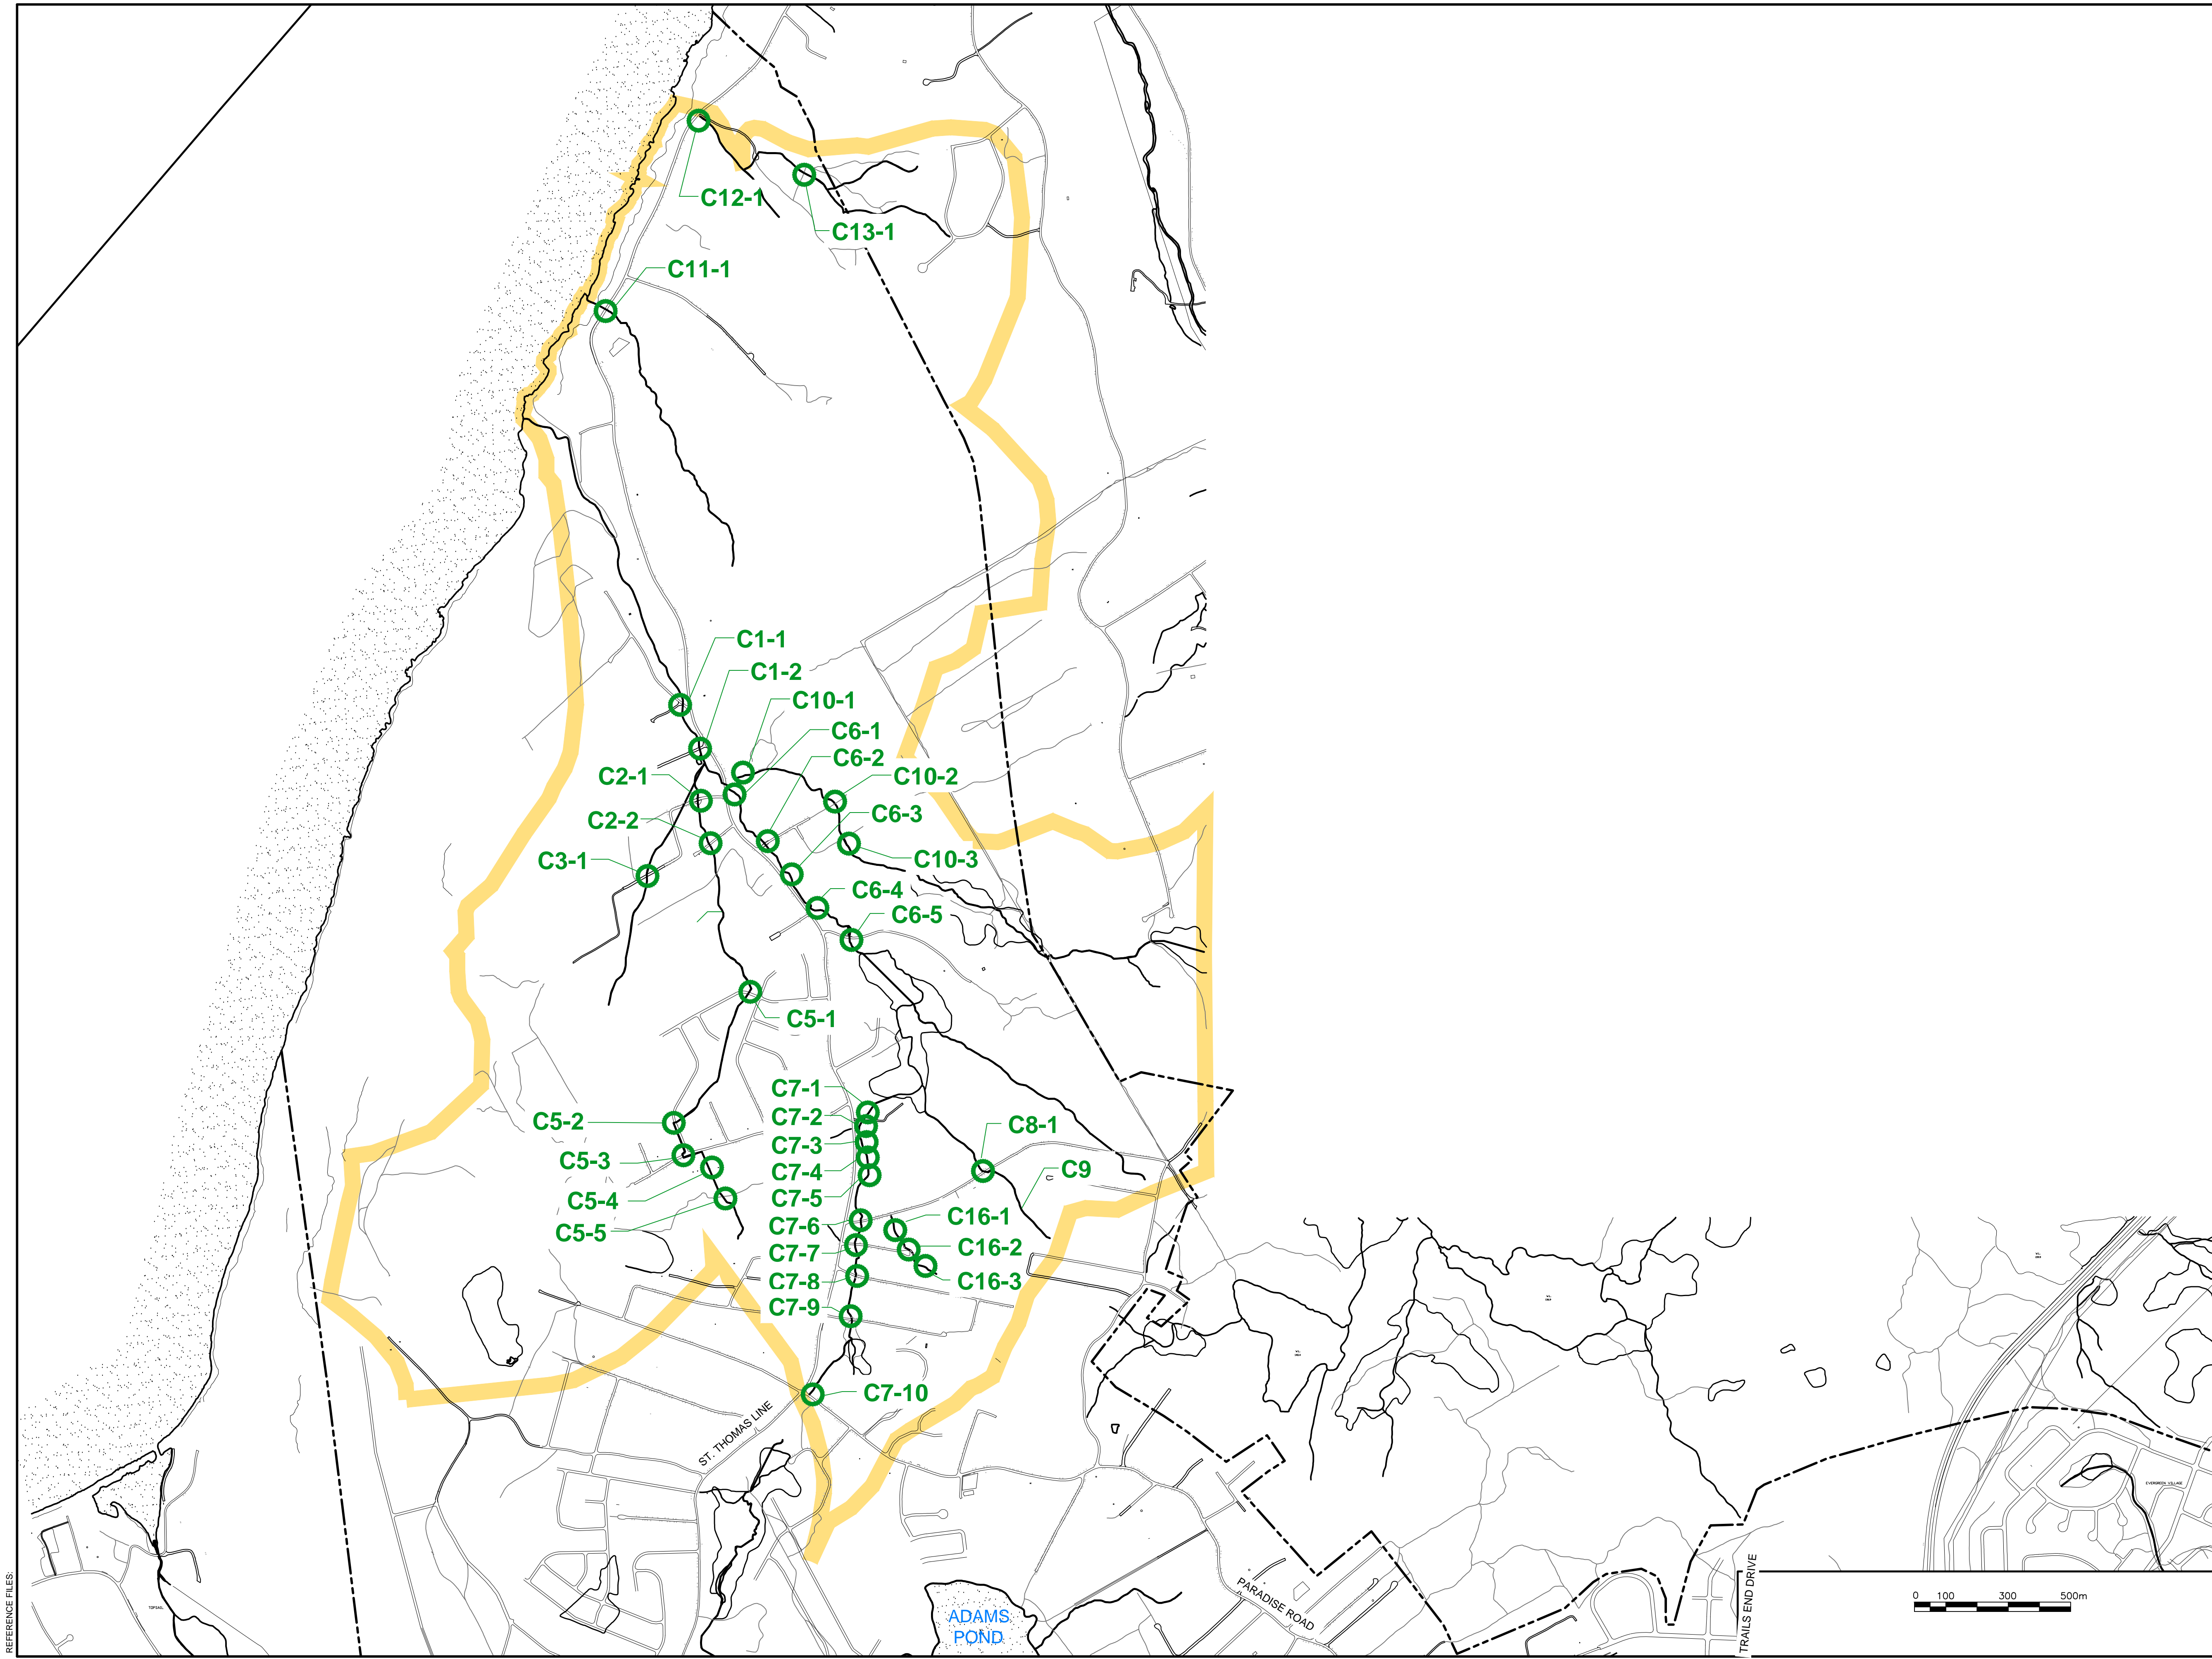 C12-1
C13-1
C11-1
C1-1
C1-2
C10-1
C6-1
C6-2
C2-1
C10-2
C6-3
C2-2
C3-1
C10-3
C6-4
C6-5
C5-1
C7-1
C7-2
C5-2
C8-1
C7-3
C5-3
C9
C7-4
C7-5
C5-4
C16-1
C7-6
C5-5
C16-2
C7-7
C7-8
C16-3
C7-9
C7-10
ST. THOMAS LINE
EVERGREEN VILLAGE
PARADISE ROAD
TRAILS END DRIVE
ADAMS
POND
TOPSAIL
0 100 300 500m
REFERENCE FILES: